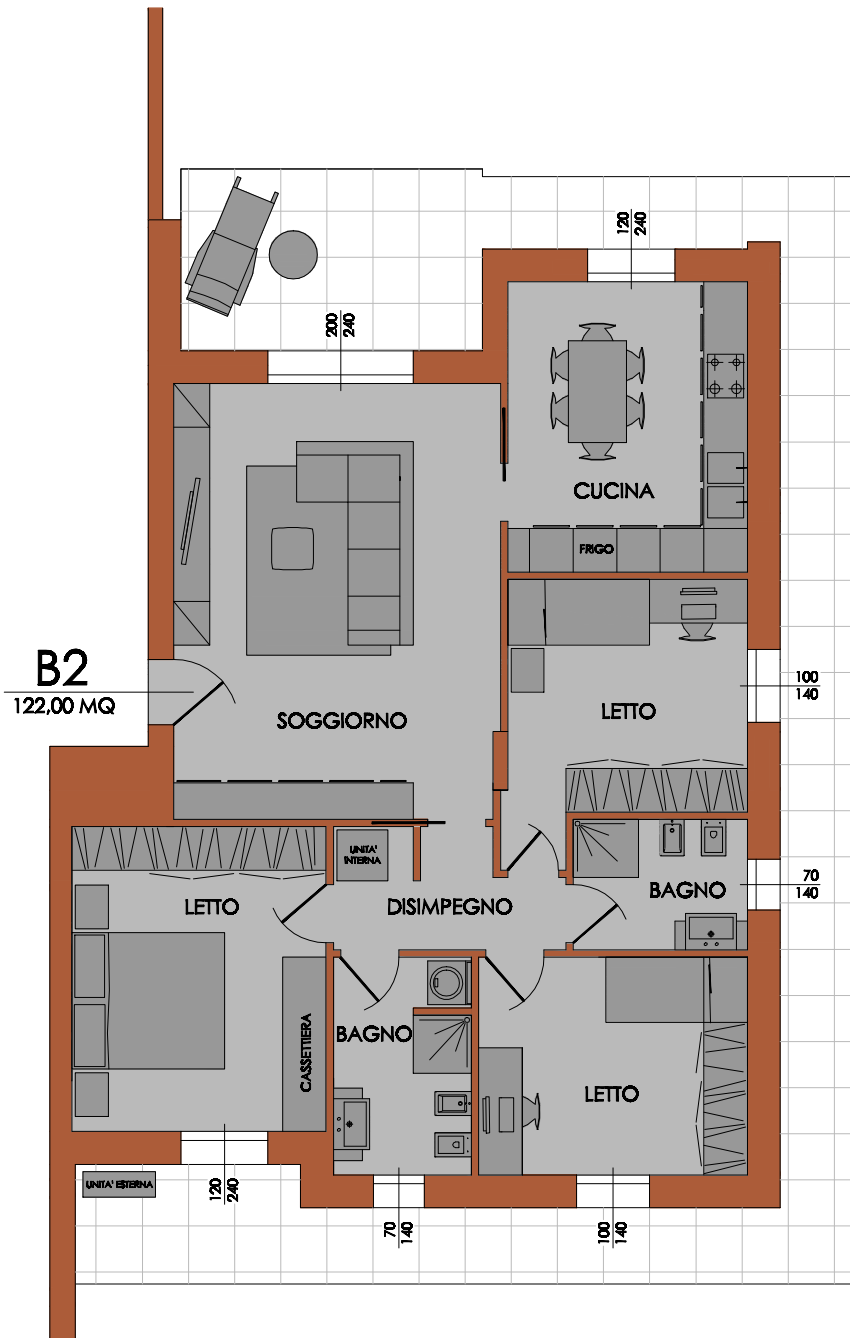 120
240
200
240
CUCINA
FRIGO
B2
122,00 MQ
100
140
LETTO
SOGGIORNO
UNITA'
INTERNA
70
140
BAGNO
LETTO
DISIMPEGNO
BAGNO
CASSETTIERA
LETTO
UNITA' ESTERNA
120
240
70
140
100
140